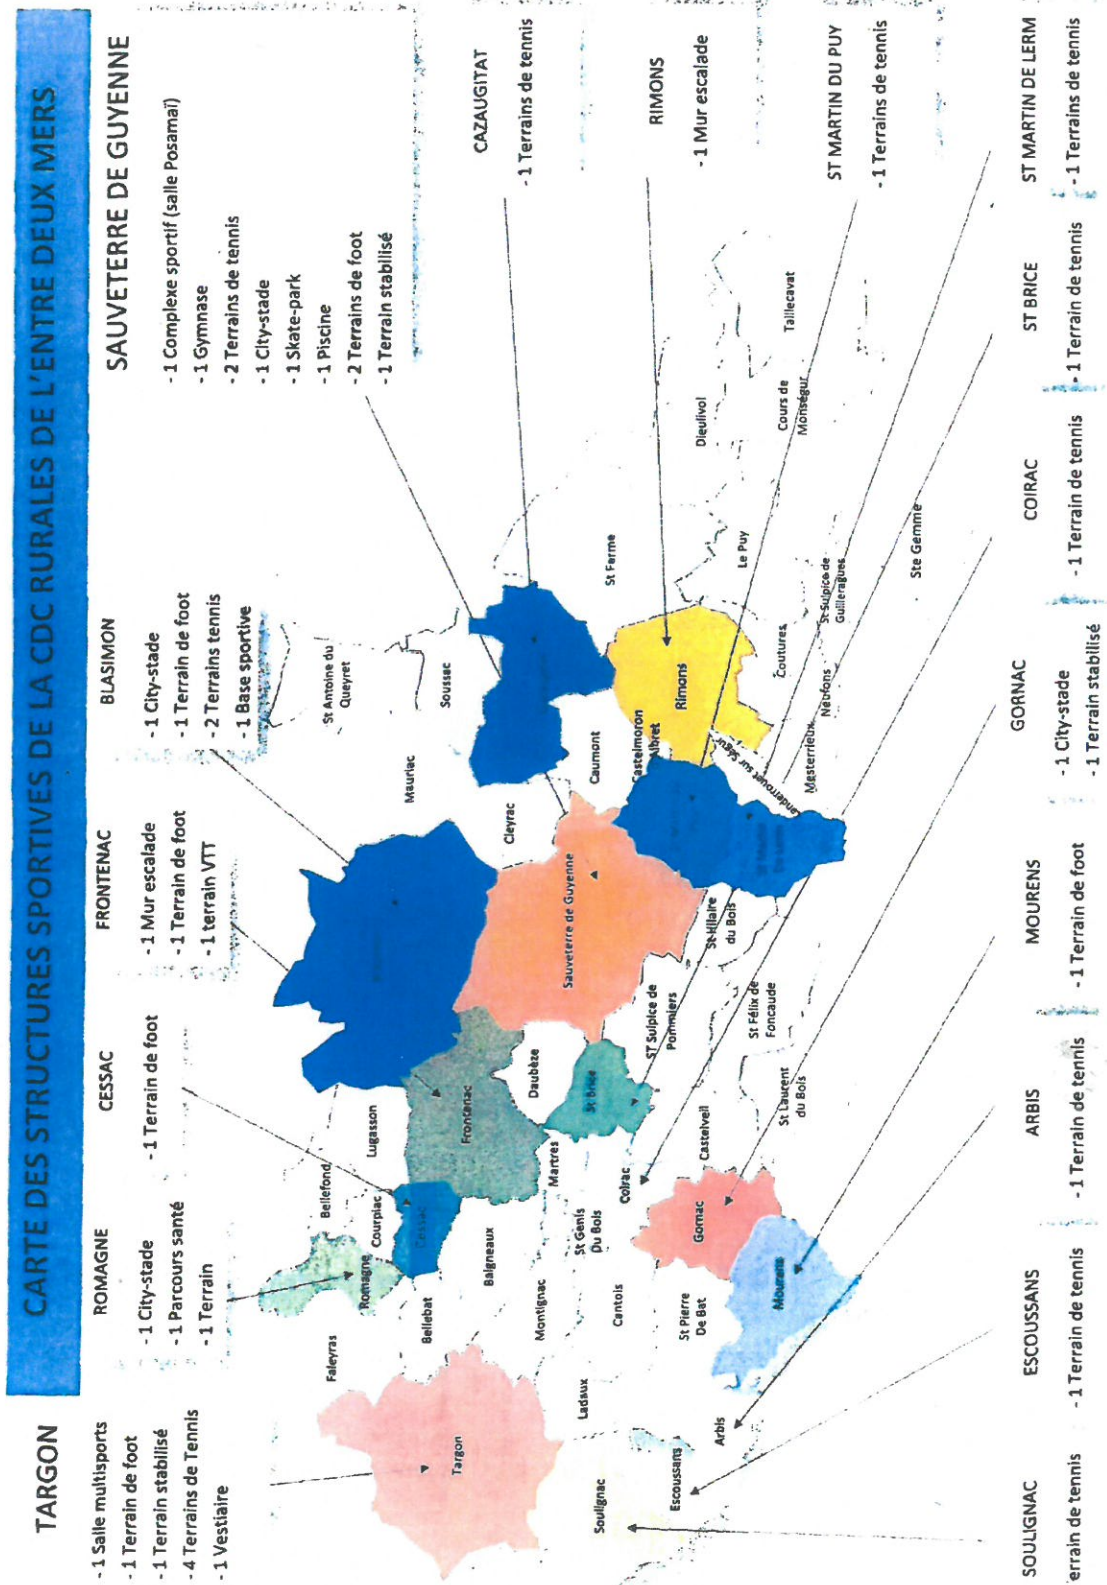 CARTE DES STRUCTURES SPORTIVES DE LA CDC RURALES DE L'ENTRE DEUX MERS
TARGON
- 1 Salle multisports
- 1 Terrain de foot
- 1 Terrain stabilisé
- 4 Terrains de Tennis
- 1 Vestiaire
ROMAGNE
- 1 City-stade
- 1 Parcours santé
- 1 Terrain
CESSAC
- 1 Terrain de foot
FRONTENAC
- 1 Mur escalade
- 1 Terrain de foot
- 1 terrain VTT
BLASIMON
- 1 City-stade
- 1 Terrain de foot
- 2 Terrains tennis
- 1 Base sportive
SAUVETERRE DE GUYENNE
- 1 Complexe sportif (salle Posamaï)
- 1 Gymnase
- 2 Terrains de tennis
- 1 City-stade
- 1 Skate-park
- 1 Piscine
- 2 Terrains de foot
- 1 Terrain stabilisé
CAZAUGITAT
- 1 Terrains de tennis
RIMONS
- 1 Mur escalade
ST MARTIN DU PUY
- 1 Terrains de tennis
Faleyras
Bellefond
Lugasson
Courpiac
Romagne
Cessac
Bellebat
Baigneaux
Targon
Frontenac
Daubèze
Martres
Montignac
St Genis
Du Bois
Coirac
St Brice
ST Sulpice de
Pommiers
Sauveterre de Guyenne
Cleyrac
Mauriac
Soussac
St Antoine du
Queyret
Caumont
Castelmoron
Albret
Rimons
St Ferme
Le Puy
Dieulivol
Taillecavat
Cours de
Monségur
Coutures
St Sulpice de
Guilleragues
Neuffons
Mesterrieux
Landerrouet sur Ségur
Ste Gemme
St Hilaire
du Bois
St Félix de
Foncaude
St Laurent
du Bois
Castelveil
Gornac
Mourens
St Pierre
De Bat
Cantois
Ladaux
Soulignac
Escoussans
Arbis
SOULIGNAC
errain de tennis
ESCOUSSANS
- 1 Terrain de tennis
ARBIS
- 1 Terrain de tennis
MOURENS
- 1 Terrain de foot
GORNAC
- 1 City-stade
- 1 Terrain stabilisé
COIRAC
- 1 Terrain de tennis
ST BRICE
- 1 Terrain de tennis
ST MARTIN DE LERM
- 1 Terrains de tennis